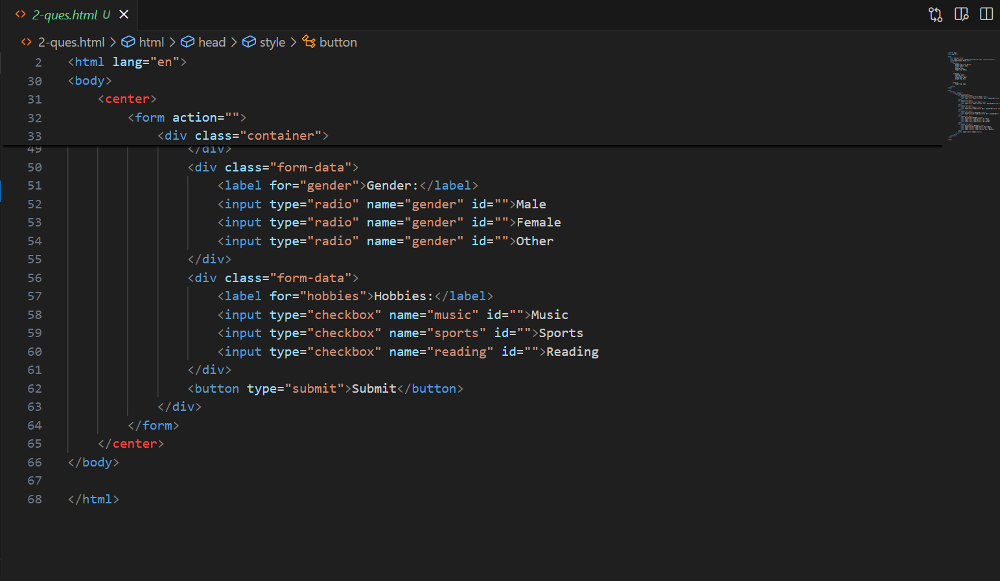 2-ques.html U
2-ques.html > html > head > style > button
2 <html lang="en">
30 <body>
31 <center>
32 <form action="">
33 <div class="container">
49 </div>
50 <div class="form-data">
51 <label for="gender">Gender:</label>
52 <input type="radio" name="gender" id="">Male
53 <input type="radio" name="gender" id="">Female
54 <input type="radio" name="gender" id="">Other
55 </div>
56 <div class="form-data">
57 <label for="hobbies">Hobbies:</label>
58 <input type="checkbox" name="music" id="">Music
59 <input type="checkbox" name="sports" id="">Sports
60 <input type="checkbox" name="reading" id="">Reading
61 </div>
62 <button type="submit">Submit</button>
63 </div>
64 </form>
65 </center>
66 </body>
67
68 </html>